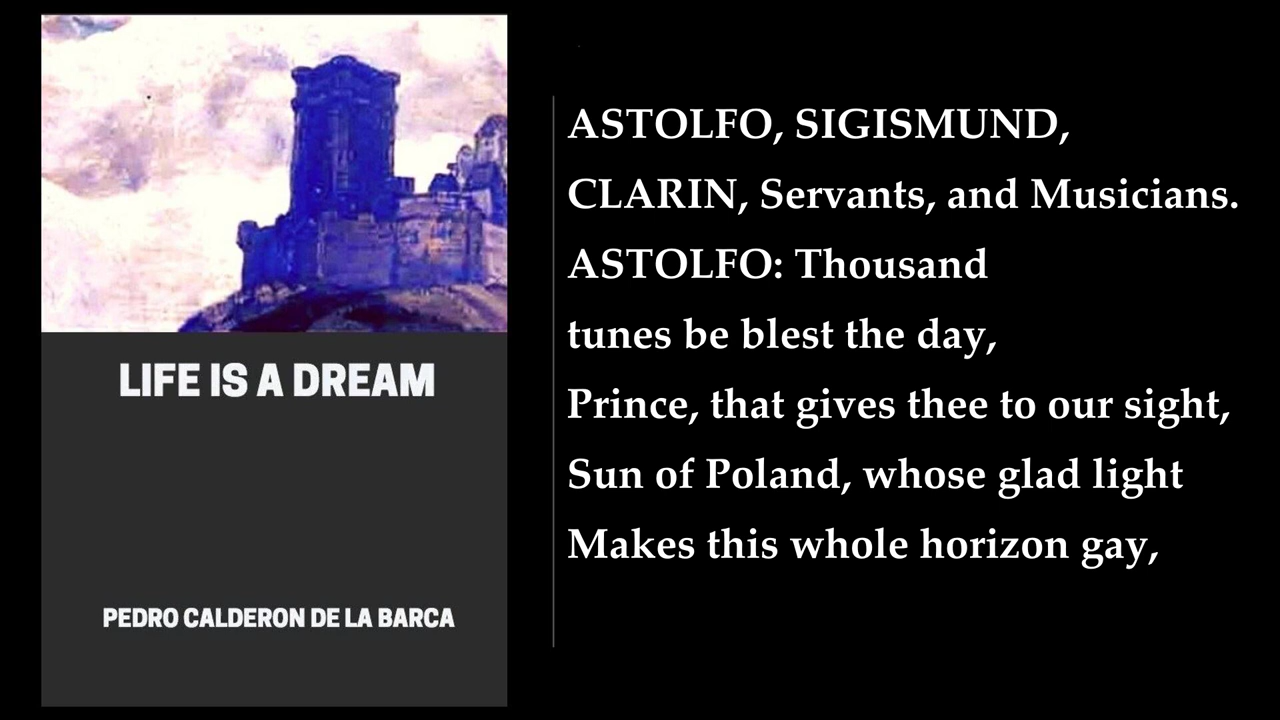 LIFE IS A DREAM
PEDRO CALDERON DE LA BARCA
ASTOLFO, SIGISMUND,
CLARIN, Servants, and Musicians.
ASTOLFO: Thousand
tunes be blest the day,
Prince, that gives thee to our sight,
Sun of Poland, whose glad light
Makes this whole horizon gay,